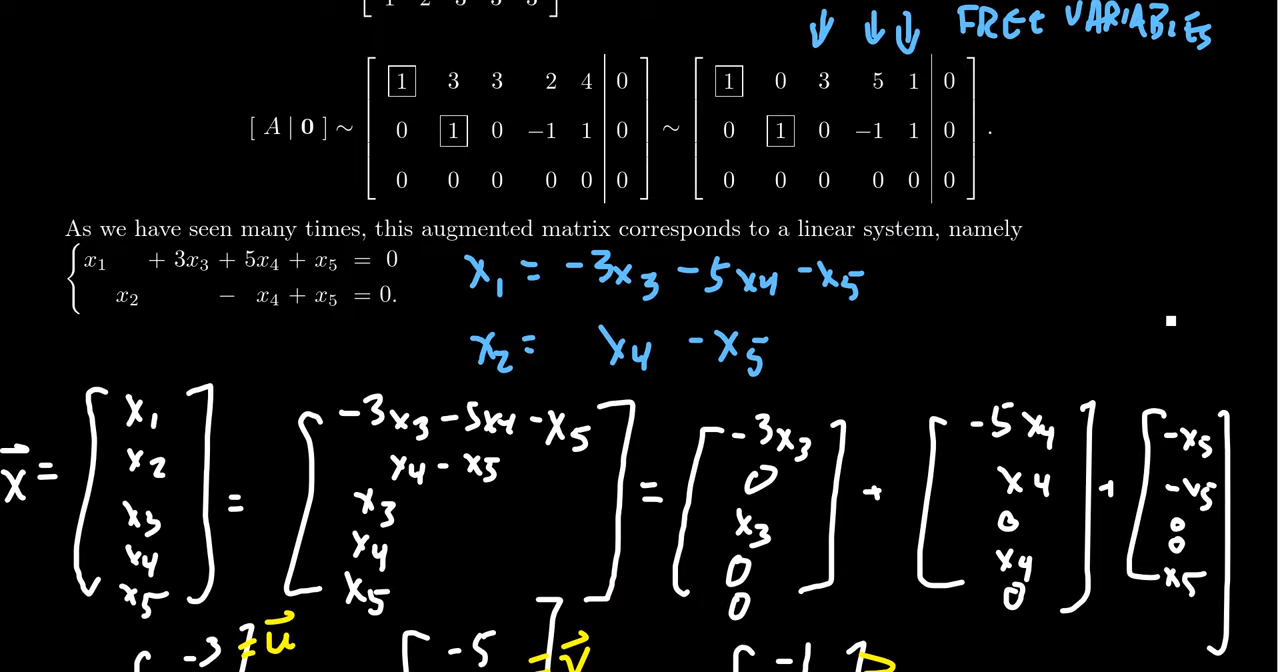 1 2 3 3 3
FREE VARIABLES
[ A | 0 ] ~ [ 1 3 3 2 4 | 0 ] ~ [ 1 0 3 5 1 | 0 ]
[ 0 1 0 −1 1 | 0 ] [ 0 1 0 −1 1 | 0 ] .
[ 0 0 0 0 0 | 0 ] [ 0 0 0 0 0 | 0 ]
As we have seen many times, this augmented matrix corresponds to a linear system, namely
x₁ + 3x₃ + 5x₄ + x₅ = 0
x₂ − x₄ + x₅ = 0.
x₁ = -3x₃ - 5x₄ - x₅
x₂ = x₄ - x₅
x⃗ = [ x₁ x₂ x₃ x₄ x₅ ] = [ -3x₃ - 5x₄ - x₅ x₄ - x₅ x₃ x₄ x₅ ] = [ -3x₃ 0 x₃ 0 0 ] + [ -5x₄ x₄ 0 x₄ 0 ] + [ -x₅ -x₅ 0 0 x₅ ]
[ -3 ] = u⃗ [ -5 ] = v⃗ [ -1 ]